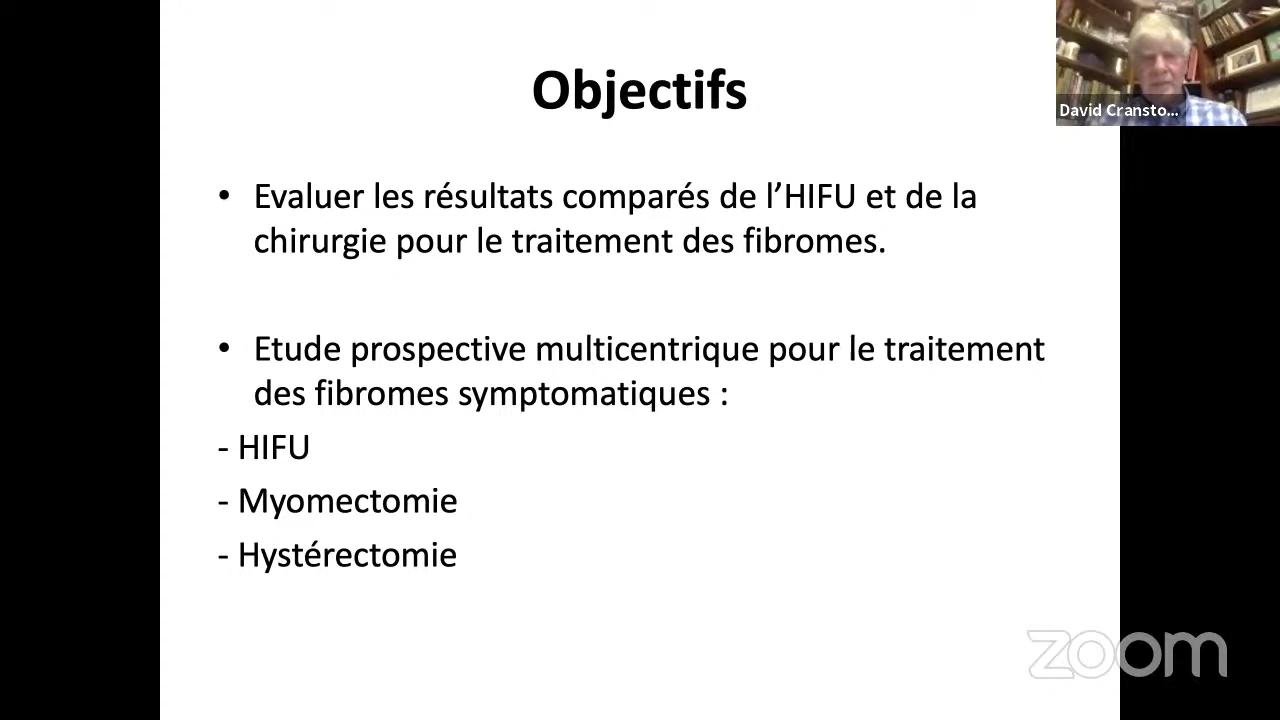 Objectifs
David Cransto...
• Evaluer les résultats comparés de l’HIFU et de la
chirurgie pour le traitement des fibromes.
• Etude prospective multicentrique pour le traitement
des fibromes symptomatiques :
- HIFU
- Myomectomie
- Hystérectomie
zoom